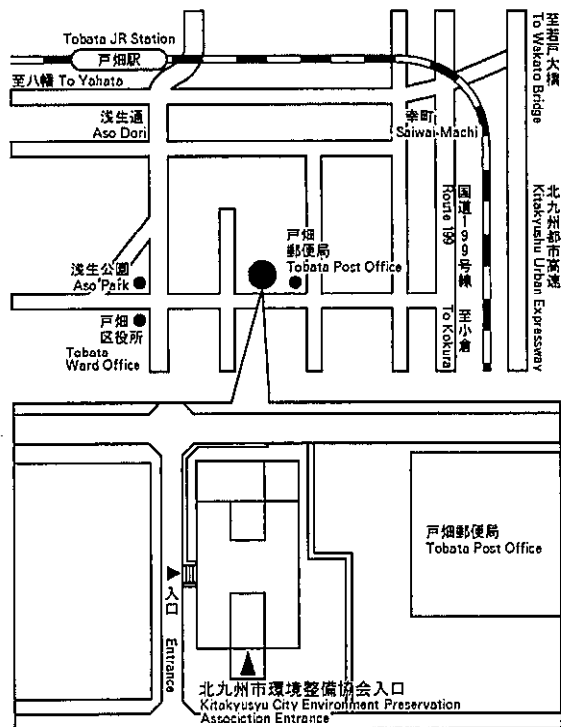 Tobata JR Station
戸畑駅
至八幡 To Yahata
至若戸大橋
To Wakato Bridge
浅生通
Aso Dori
幸町
Saiwai-Machi
国道199号線 至小倉
Route 199 To Kokura
北九州都市高速
Kitakyushu Urban Expressway
戸畑
郵便局
Tobata Post Office
浅生公園
Aso Park
戸畑
区役所
Tobata
Ward Office
戸畑郵便局
Tobata Post Office
入口
Entrance
北九州市環境整備協会入口
Kitakyusyu City Environment Preservation
Assocíction Entrance